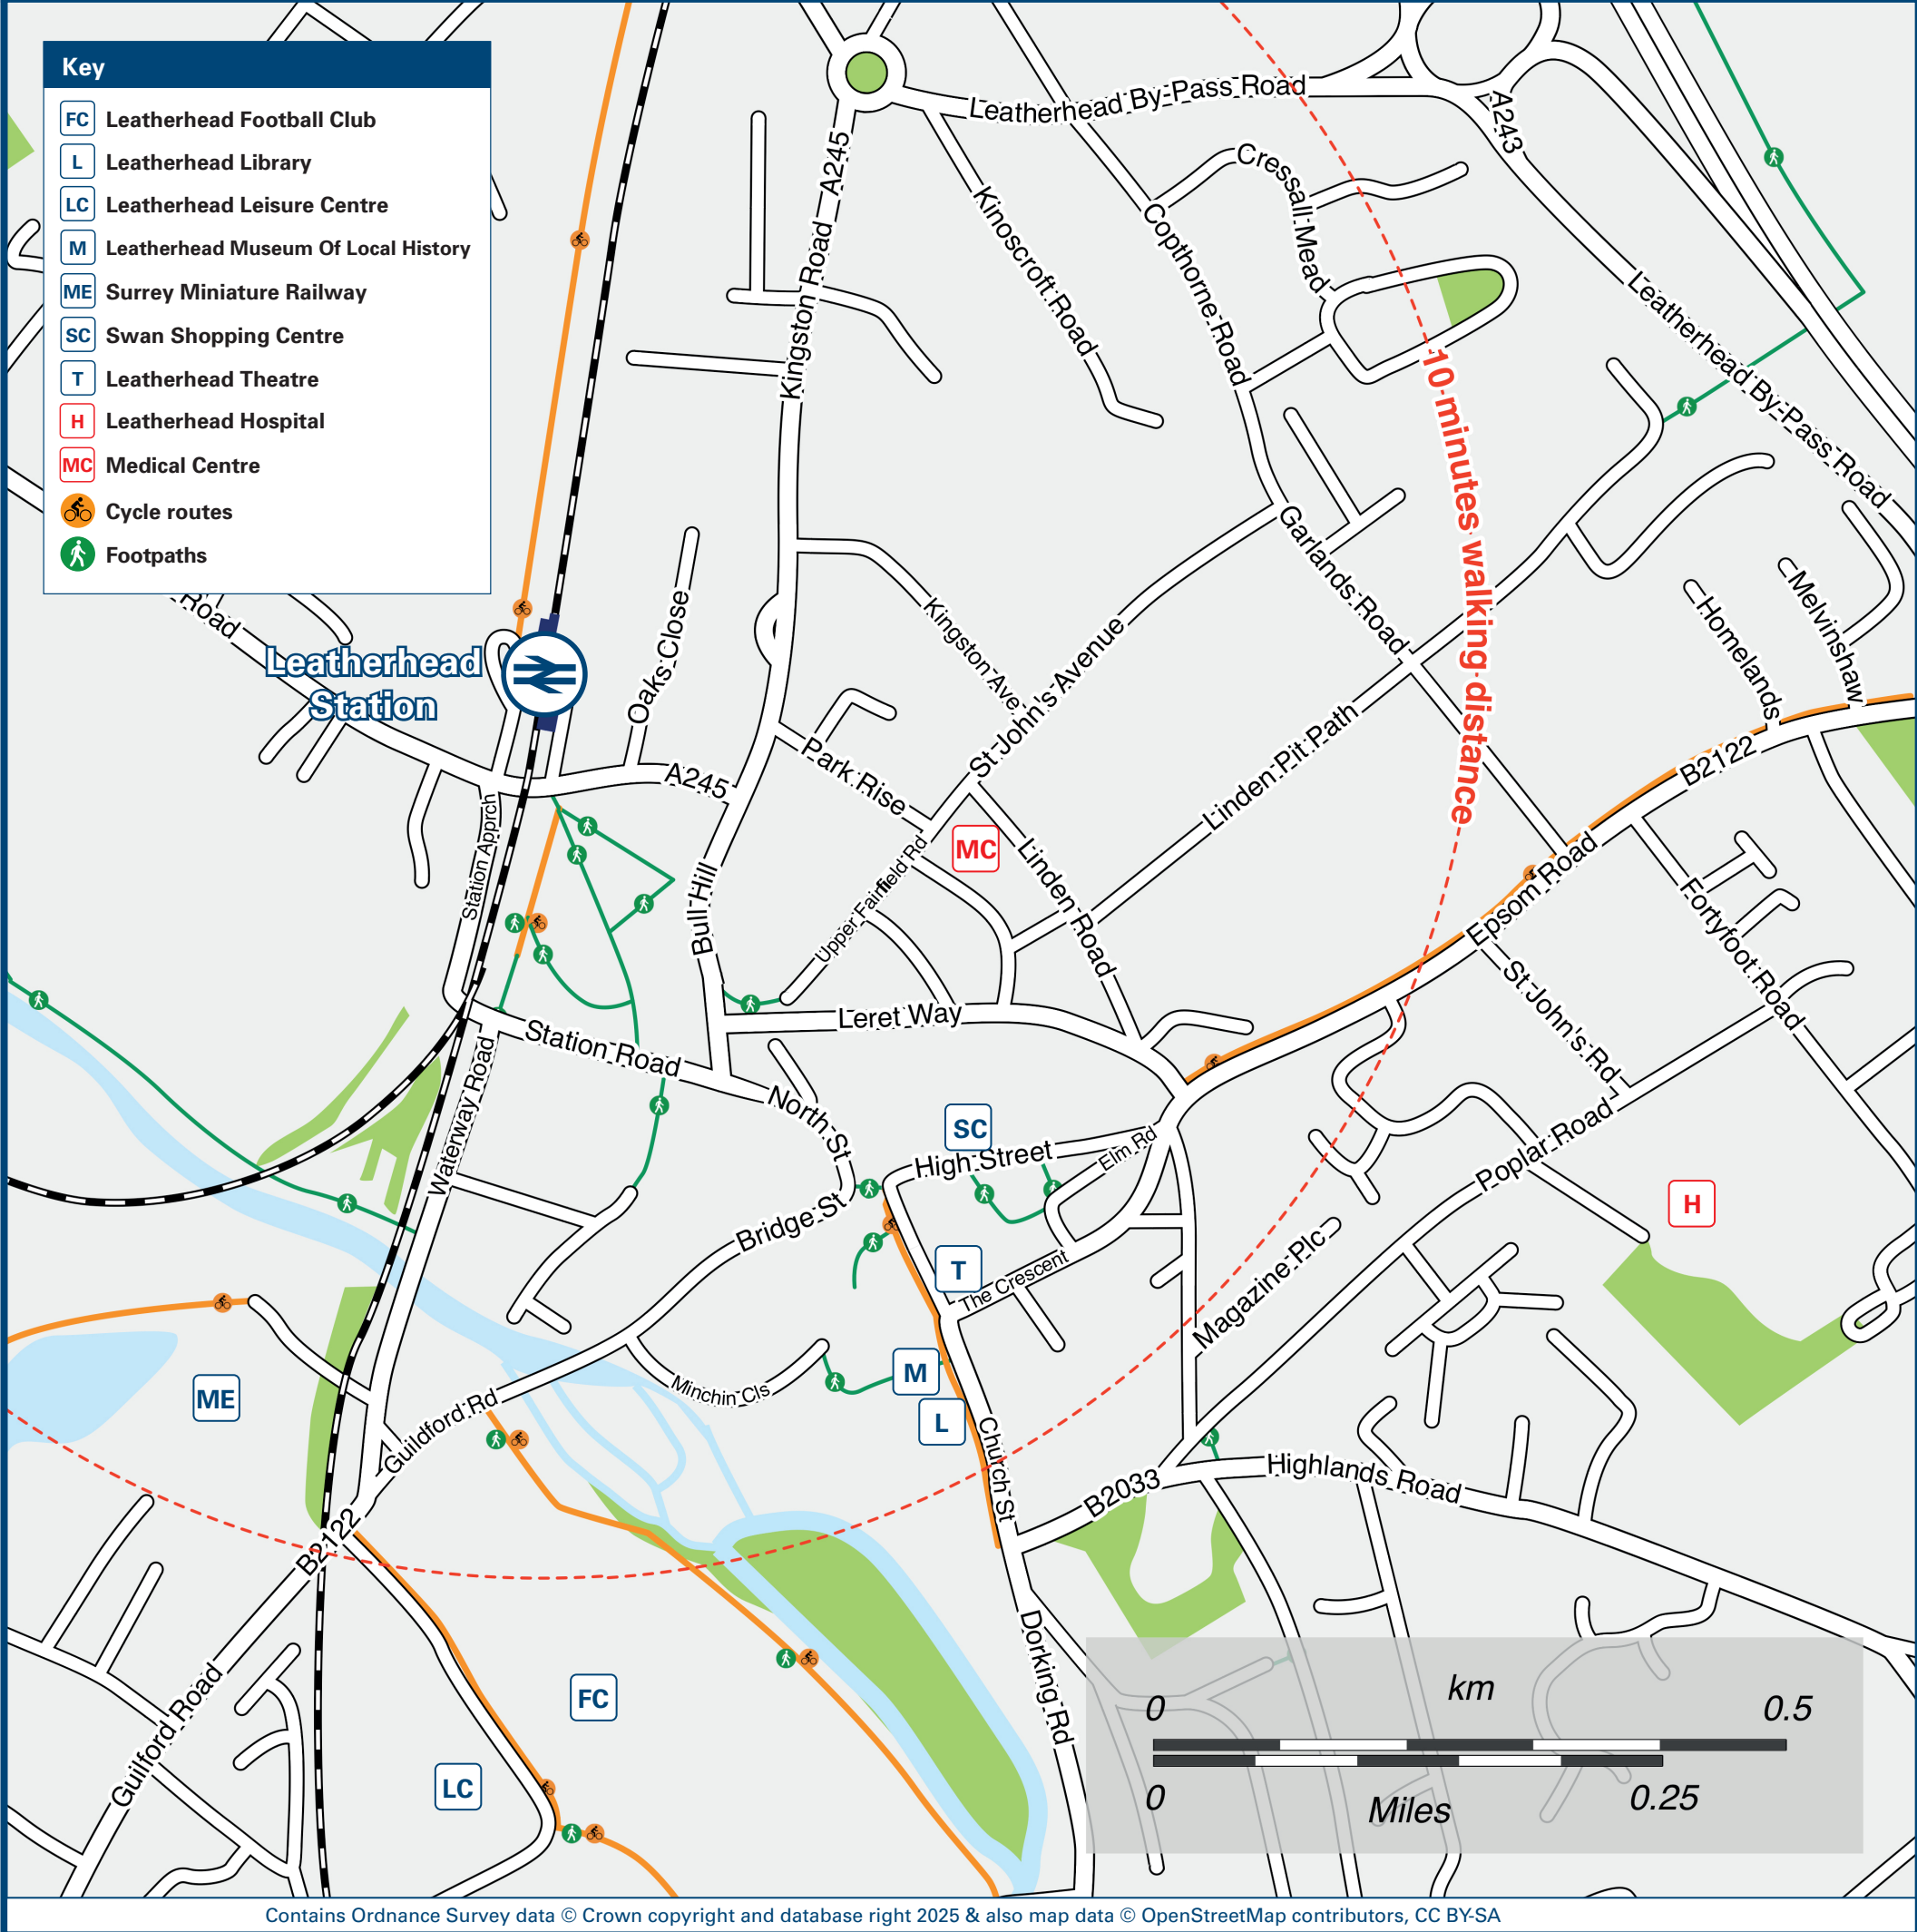 Key
FC Leatherhead Football Club
L Leatherhead Library
LC Leatherhead Leisure Centre
M Leatherhead Museum Of Local History
ME Surrey Miniature Railway
SC Swan Shopping Centre
T Leatherhead Theatre
H Leatherhead Hospital
MC Medical Centre
Cycle routes
Footpaths
Leatherhead By-Pass Road
A243
Kingston Road A245
Kinoscroft Road
Cressall Mead
Copthorne Road
Leatherhead By-Pass Road
10 minutes walking distance
Garlands Road
Road
Leatherhead
Station
Oaks Close
Kingston Ave
St John's Avenue
Melvinshaw
Homelands
A245
Park Rise
Linden Pit Path
B2122
Station Apprch
MC
Linden Road
Upper Fairfield Rd
Bull Hill
Epsom Road
Fortyfoot Road
St John's Rd
Leret Way
Station Road
Waterway Road
North St
SC
High Street
Elm Rd
Poplar Road
H
Bridge St
T
The Crescent
Magazine Plc
ME
M
Minchin Cls
L
Guildford Rd
Church St
B2033
Highlands Road
B2122
Dorking Rd
FC
LC
Guilford Road
km
0 0.5
0 0.25
Miles
Contains Ordnance Survey data © Crown copyright and database right 2025 & also map data © OpenStreetMap contributors, CC BY-SA